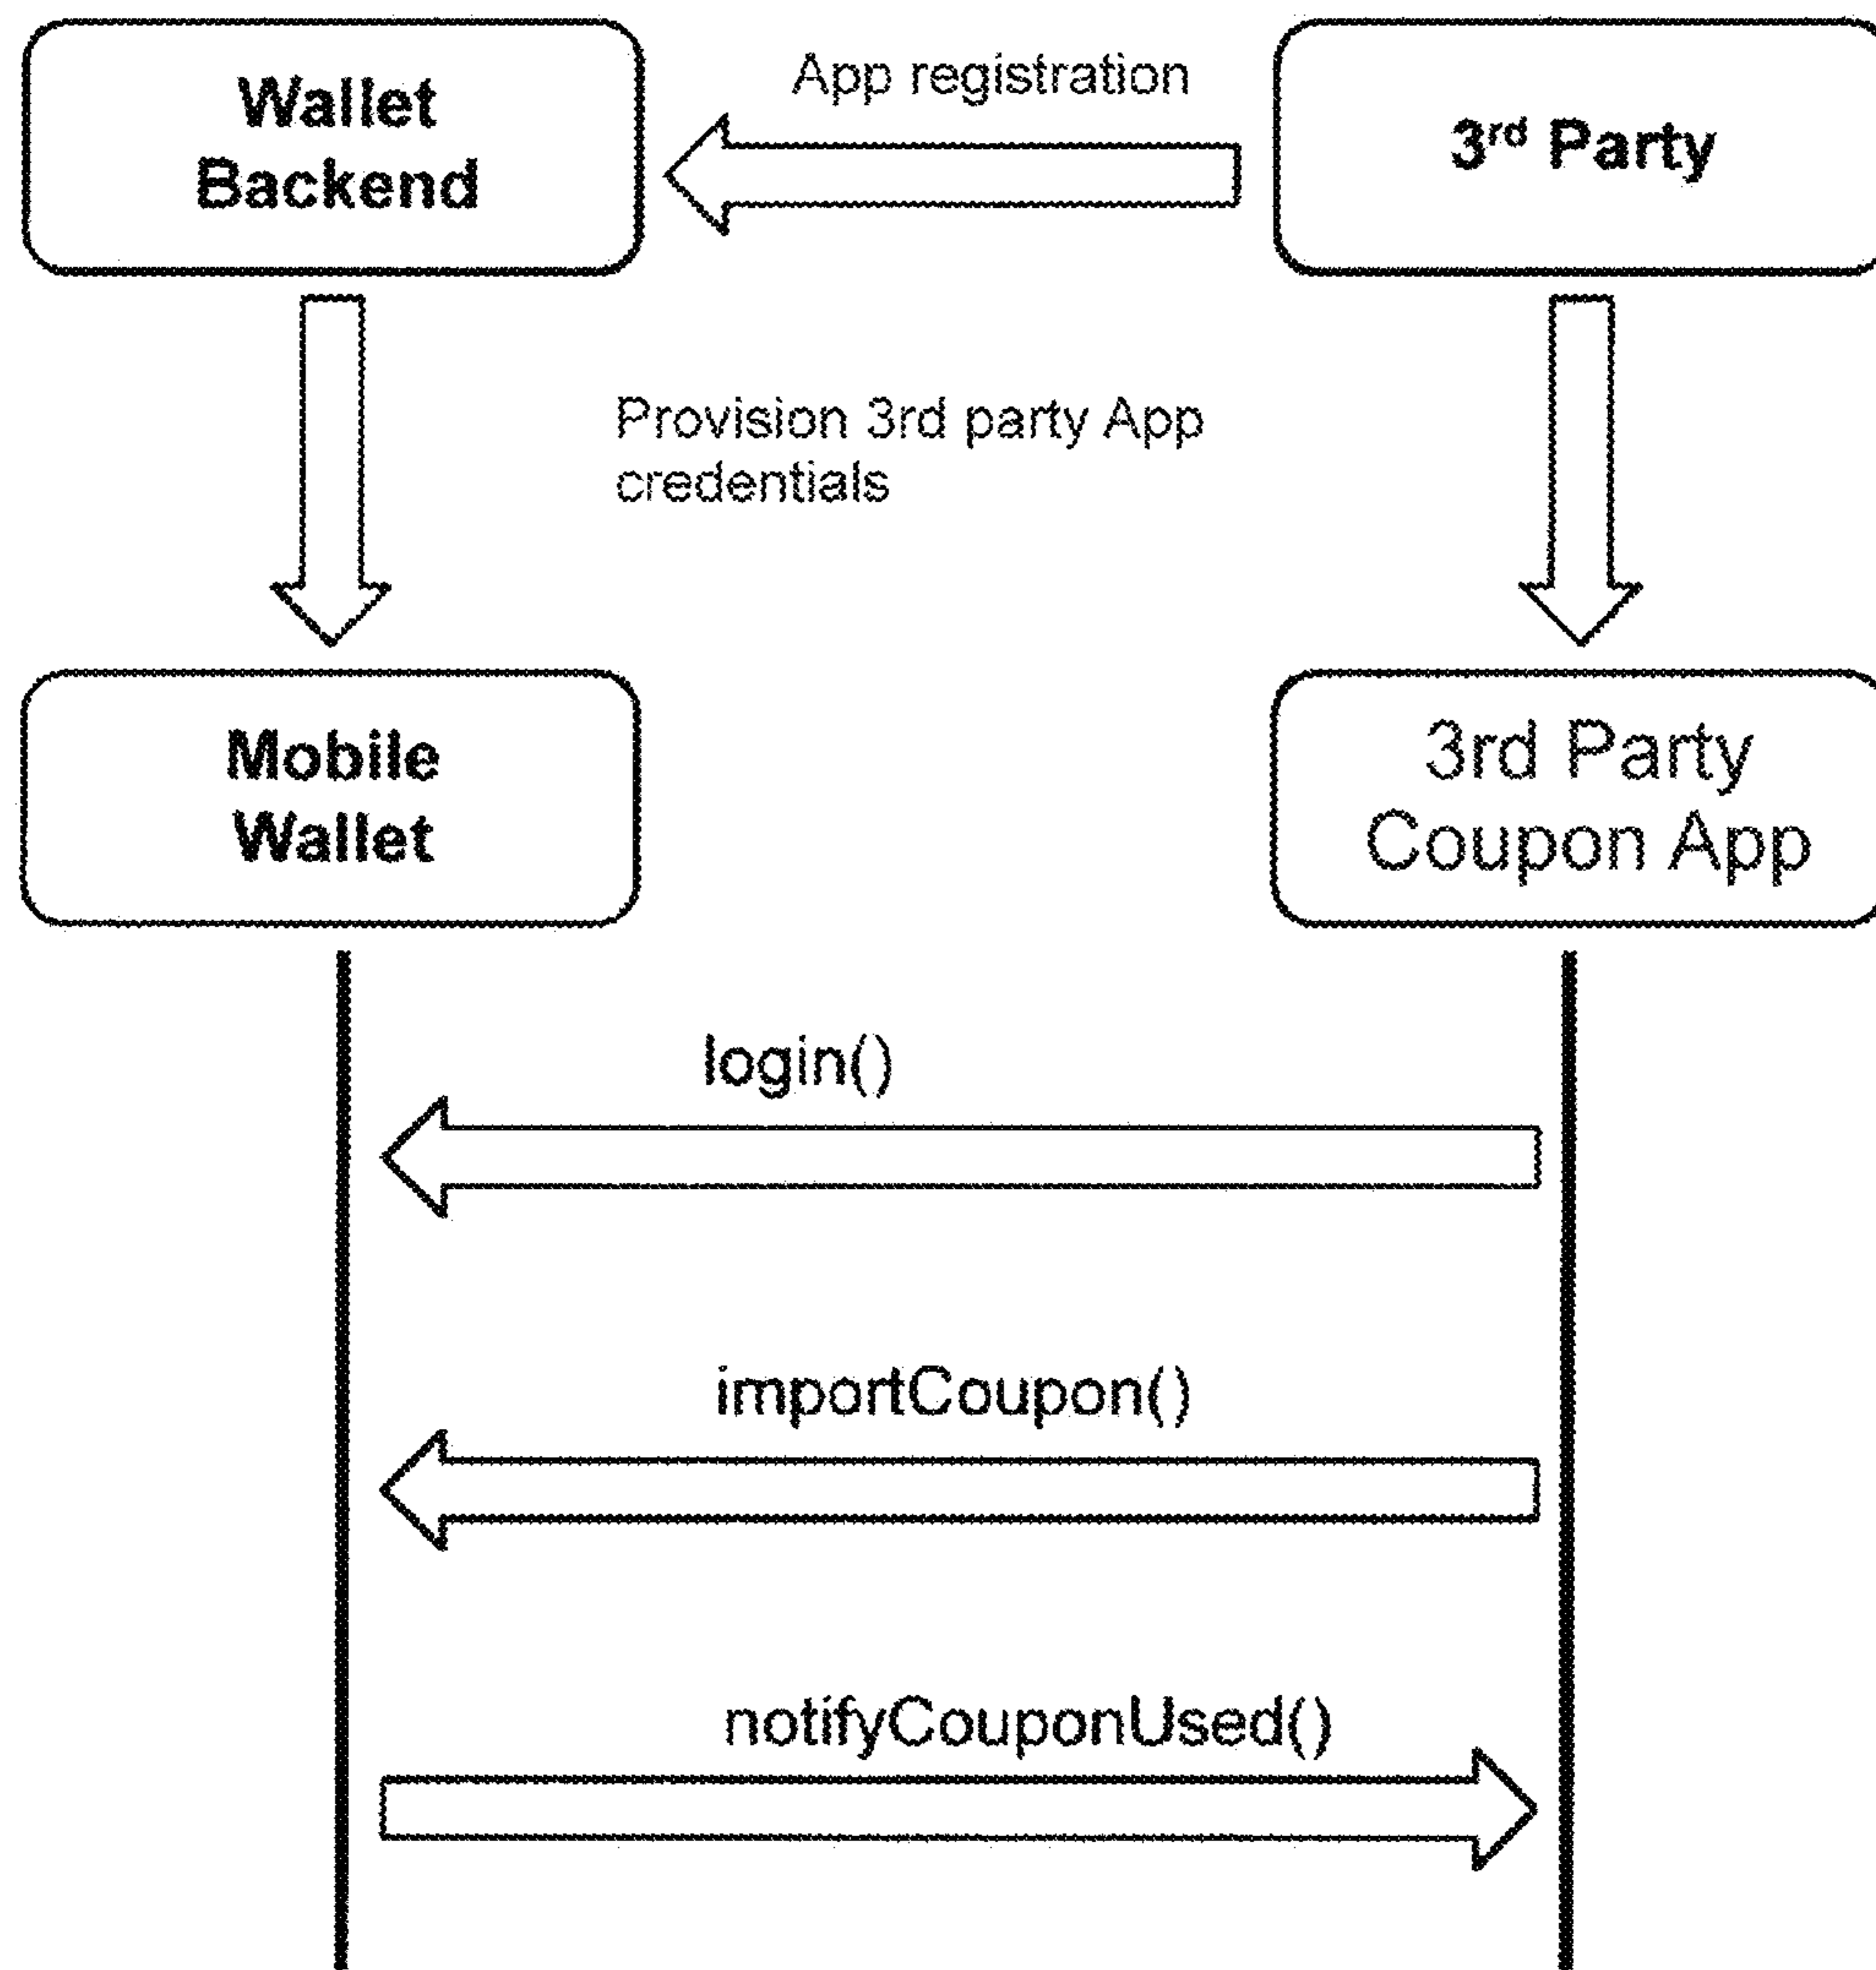 Wallet
Backend
App registration
3rd Party
Provision 3rd party App
credentials
Mobile
Wallet
3rd Party
Coupon App
login()
importCoupon()
notifyCouponUsed()